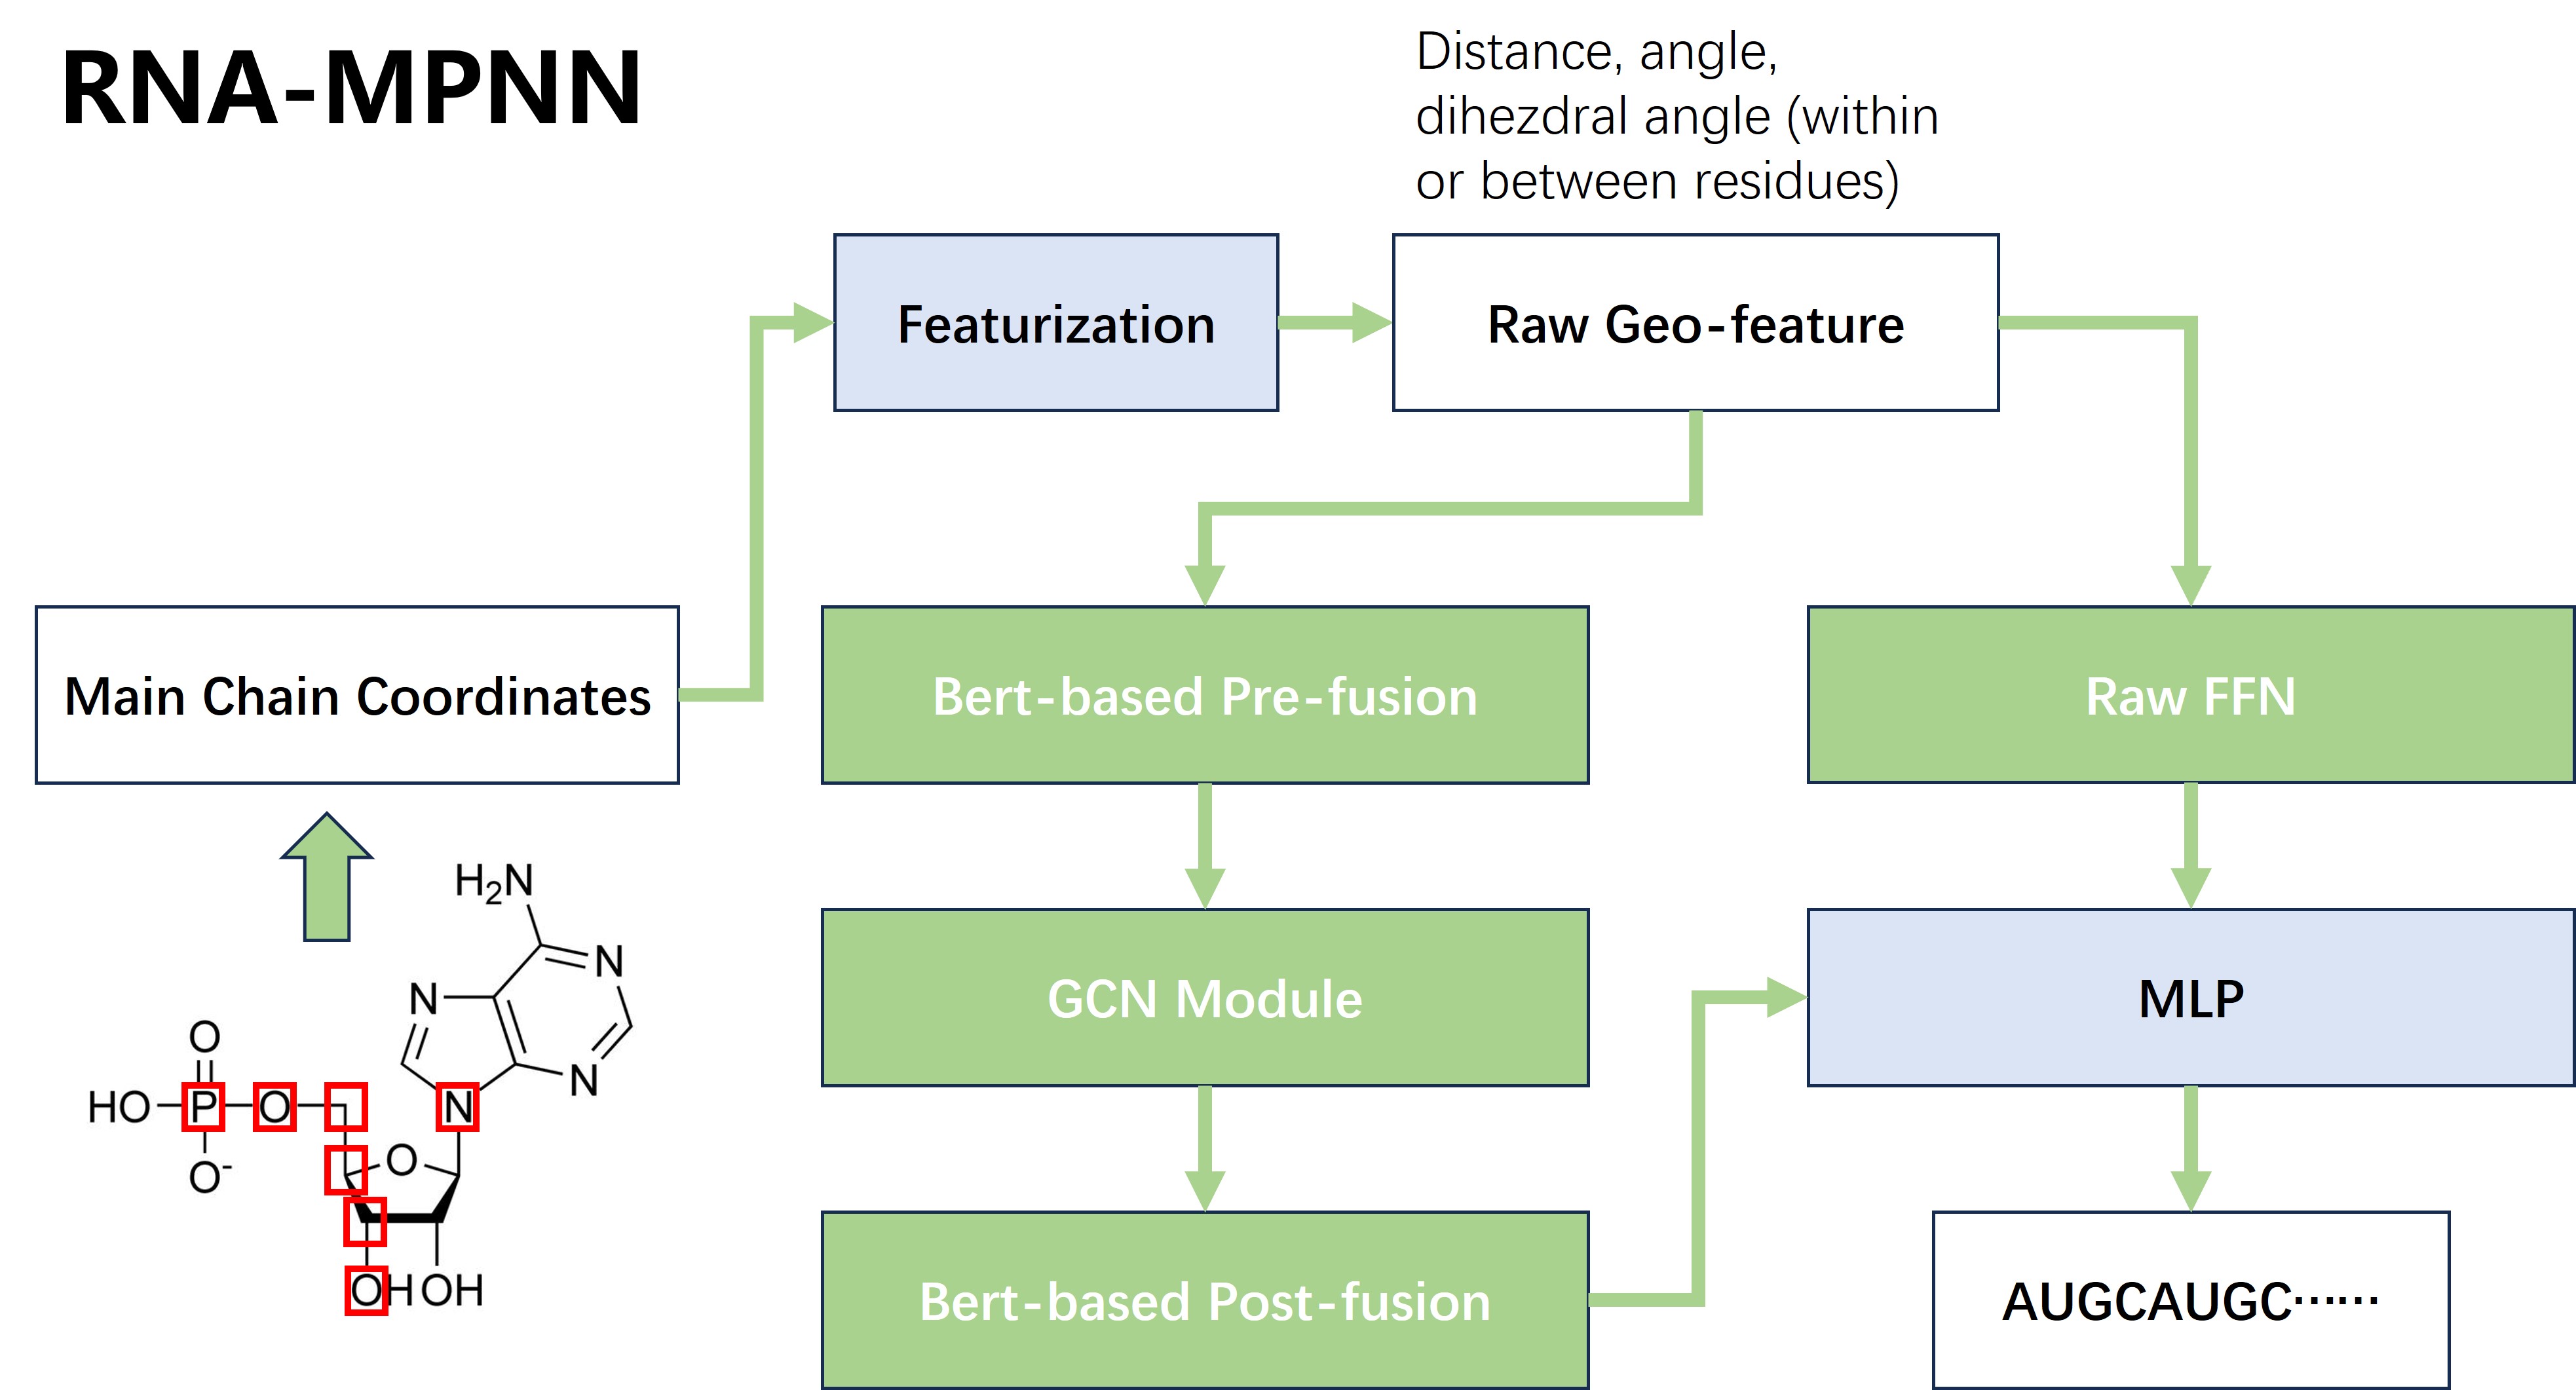 RNA-MPNN
Distance, angle,
dihezdral angle (within
or between residues)
Featurization
Raw Geo-feature
Main Chain Coordinates
Bert-based Pre-fusion
Raw FFN
H₂N
N
N
N
N
O
HO
P
O
O⁻
O
OH
OH
GCN Module
MLP
Bert-based Post-fusion
AUGCAUGC……